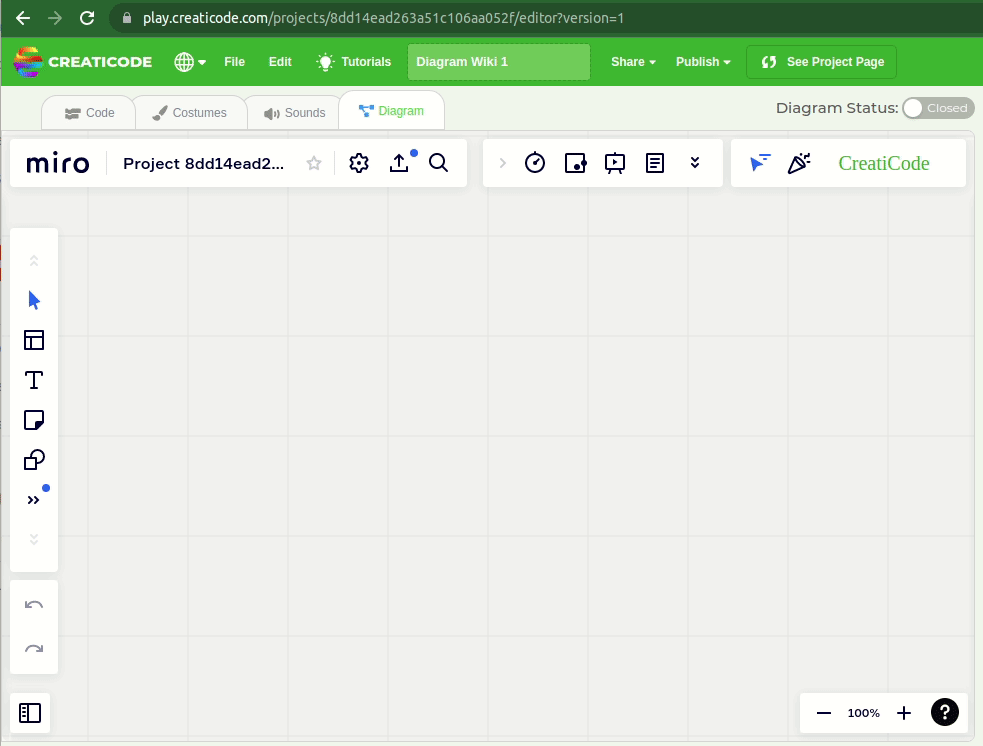 play.creaticode.com/projects/8dd14ead263a51c106aa052f/editor?version=1
CREATICODE File Edit Tutorials Diagram Wiki 1 Share Publish See Project Page
Code Costumes Sounds Diagram Diagram Status: Closed
miro Project 8dd14ead2... CreatiCode
T
100% ?